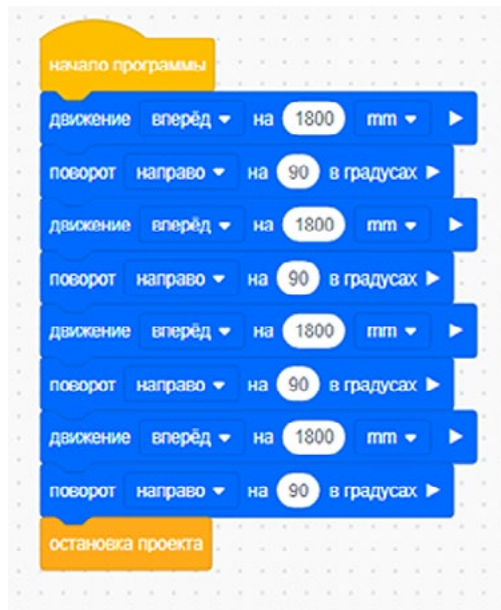 начало программы
движение вперёд на 1800 mm
поворот направо на 90 в градусах
движение вперёд на 1800 mm
поворот направо на 90 в градусах
движение вперёд на 1800 mm
поворот направо на 90 в градусах
движение вперёд на 1800 mm
поворот направо на 90 в градусах
остановка проекта